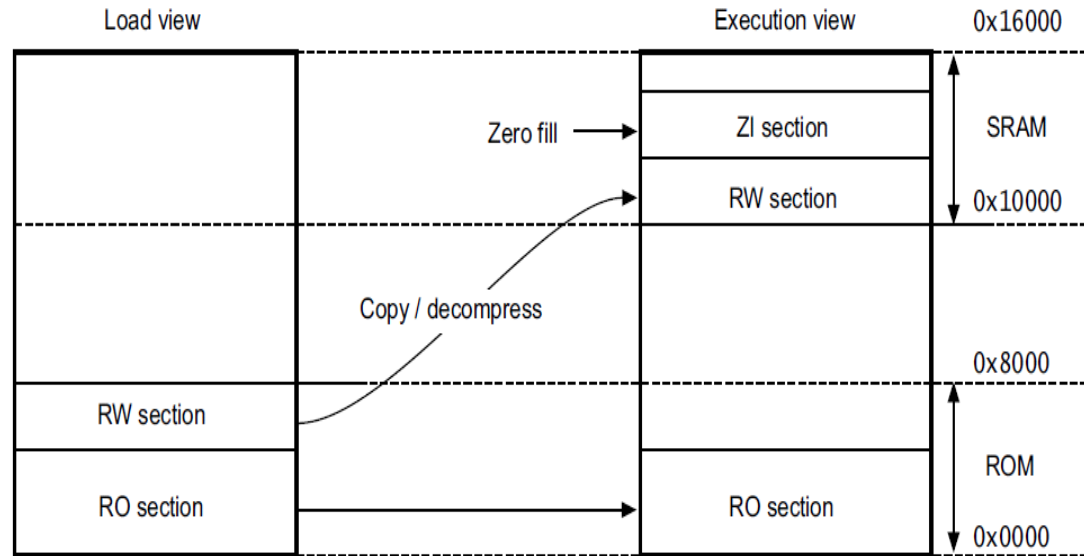 Load view
Execution view
0x16000
ZI section
Zero fill
SRAM
RW section
0x10000
Copy / decompress
0x8000
RW section
ROM
RO section
RO section
0x0000